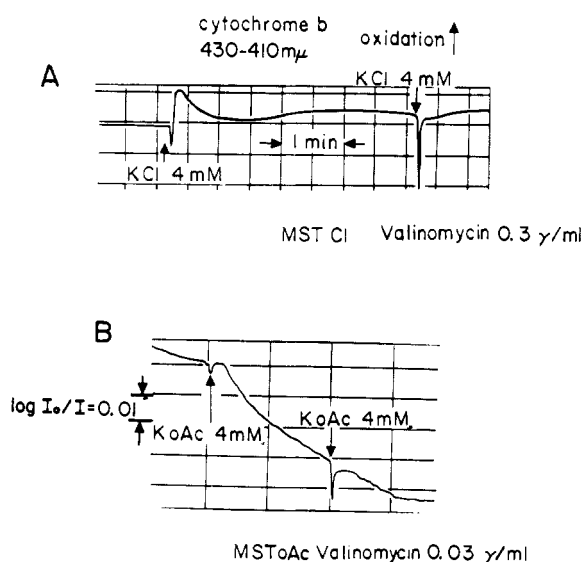 cytochrome b
430-410mμ
oxidation
A
KCl 4 mM
1 min
KCl 4 mM
MST Cl Valinomycin 0.3 γ/ml
B
log I₀/I=0.01
KoAc 4mM
KoAc 4mM
MSToAc Valinomycin 0.03 γ/ml